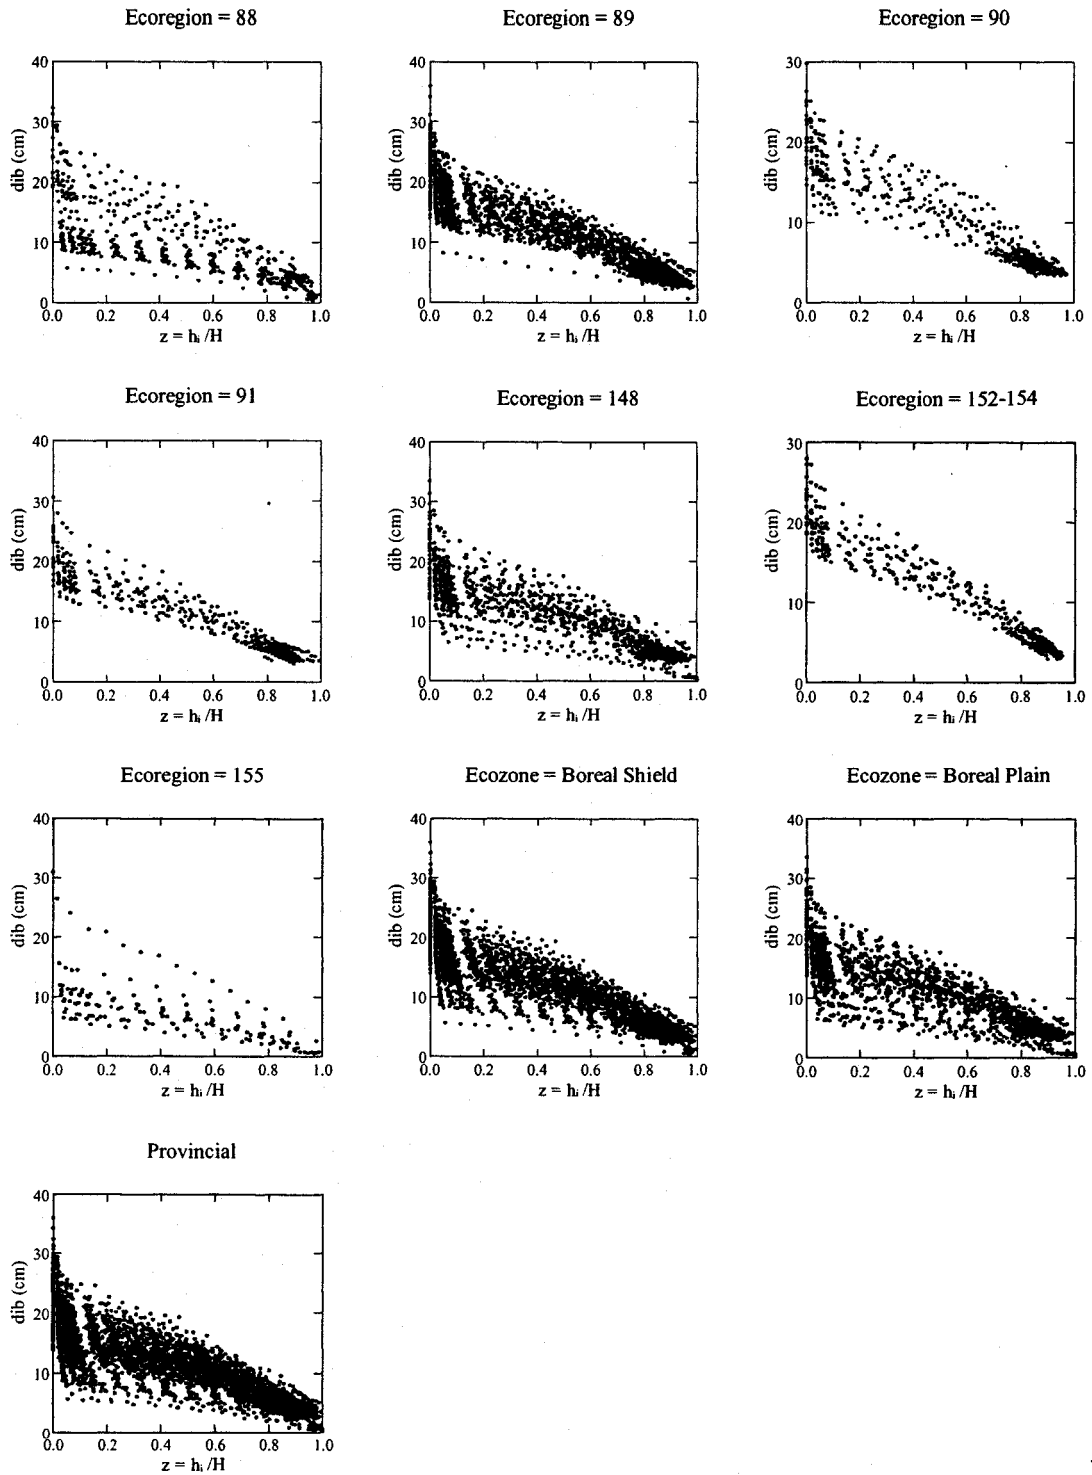 Ecoregion = 88
Ecoregion = 89
Ecoregion = 90
40
30
20
10
0
dib (cm)
0.0 0.2 0.4 0.6 0.8 1.0
z = hᵢ /H
40
30
20
10
0
dib (cm)
0.0 0.2 0.4 0.6 0.8 1.0
z = hᵢ /H
30
20
10
0
dib (cm)
0.0 0.2 0.4 0.6 0.8 1.0
z = hᵢ /H
Ecoregion = 91
Ecoregion = 148
Ecoregion = 152-154
40
30
20
10
0
dib (cm)
0.0 0.2 0.4 0.6 0.8 1.0
z = hᵢ /H
40
30
20
10
0
dib (cm)
0.0 0.2 0.4 0.6 0.8 1.0
z = hᵢ /H
30
20
10
0
dib (cm)
0.0 0.2 0.4 0.6 0.8 1.0
z = hᵢ /H
Ecoregion = 155
Ecozone = Boreal Shield
Ecozone = Boreal Plain
40
30
20
10
0
dib (cm)
0.0 0.2 0.4 0.6 0.8 1.0
z = hᵢ /H
40
30
20
10
0
dib (cm)
0.0 0.2 0.4 0.6 0.8 1.0
z = hᵢ /H
40
30
20
10
0
dib (cm)
0.0 0.2 0.4 0.6 0.8 1.0
z = hᵢ /H
Provincial
40
30
20
10
0
dib (cm)
0.0 0.2 0.4 0.6 0.8 1.0
z = hᵢ /H